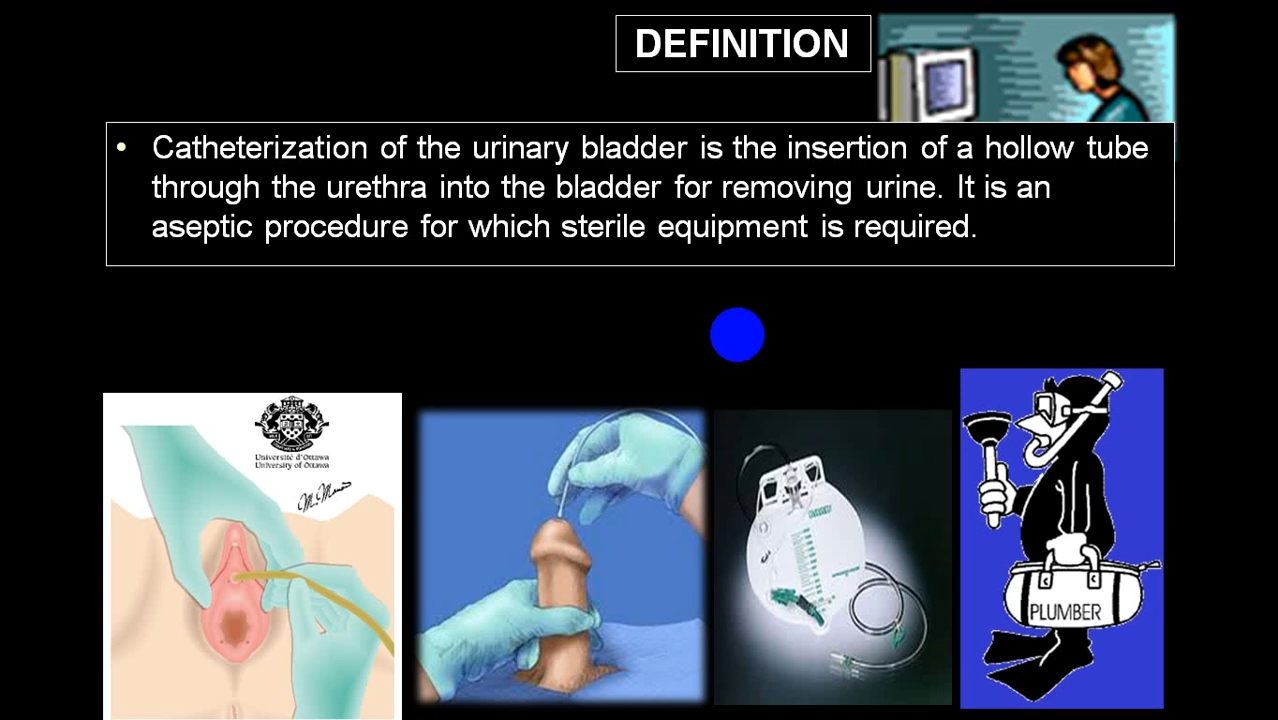 DEFINITION
• Catheterization of the urinary bladder is the insertion of a hollow tube
through the urethra into the bladder for removing urine. It is an
aseptic procedure for which sterile equipment is required.
Université d'Ottawa
University of Ottawa
PLUMBER